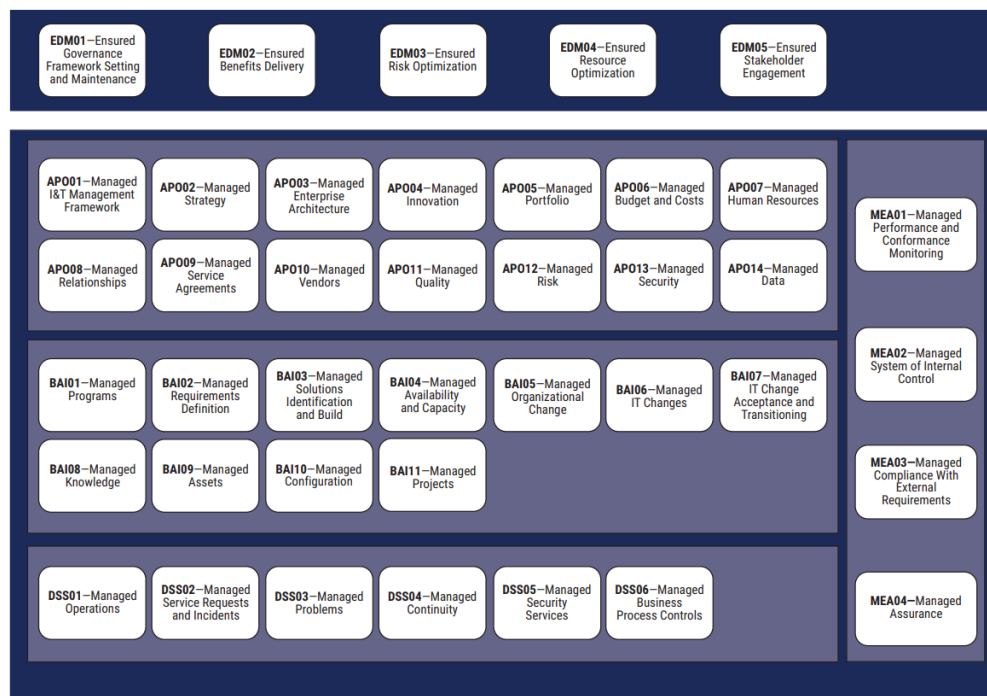 EDM01—Ensured
Governance
Framework Setting
and Maintenance
EDM02—Ensured
Benefits Delivery
EDM03—Ensured
Risk Optimization
EDM04—Ensured
Resource
Optimization
EDM05—Ensured
Stakeholder
Engagement
APO01—Managed
I&T Management
Framework
APO02—Managed
Strategy
APO03—Managed
Enterprise
Architecture
APO04—Managed
Innovation
APO05—Managed
Portfolio
APO06—Managed
Budget and Costs
APO07—Managed
Human Resources
APO08—Managed
Relationships
APO09—Managed
Service
Agreements
APO10—Managed
Vendors
APO11—Managed
Quality
APO12—Managed
Risk
APO13—Managed
Security
APO14—Managed
Data
BAI01—Managed
Programs
BAI02—Managed
Requirements
Definition
BAI03—Managed
Solutions
Identification
and Build
BAI04—Managed
Availability
and Capacity
BAI05—Managed
Organizational
Change
BAI06—Managed
IT Changes
BAI07—Managed
IT Change
Acceptance and
Transitioning
BAI08—Managed
Knowledge
BAI09—Managed
Assets
BAI10—Managed
Configuration
BAI11—Managed
Projects
DSS01—Managed
Operations
DSS02—Managed
Service Requests
and Incidents
DSS03—Managed
Problems
DSS04—Managed
Continuity
DSS05—Managed
Security
Services
DSS06—Managed
Business
Process Controls
MEA01—Managed
Performance and
Conformance
Monitoring
MEA02—Managed
System of Internal
Control
MEA03—Managed
Compliance With
External
Requirements
MEA04—Managed
Assurance